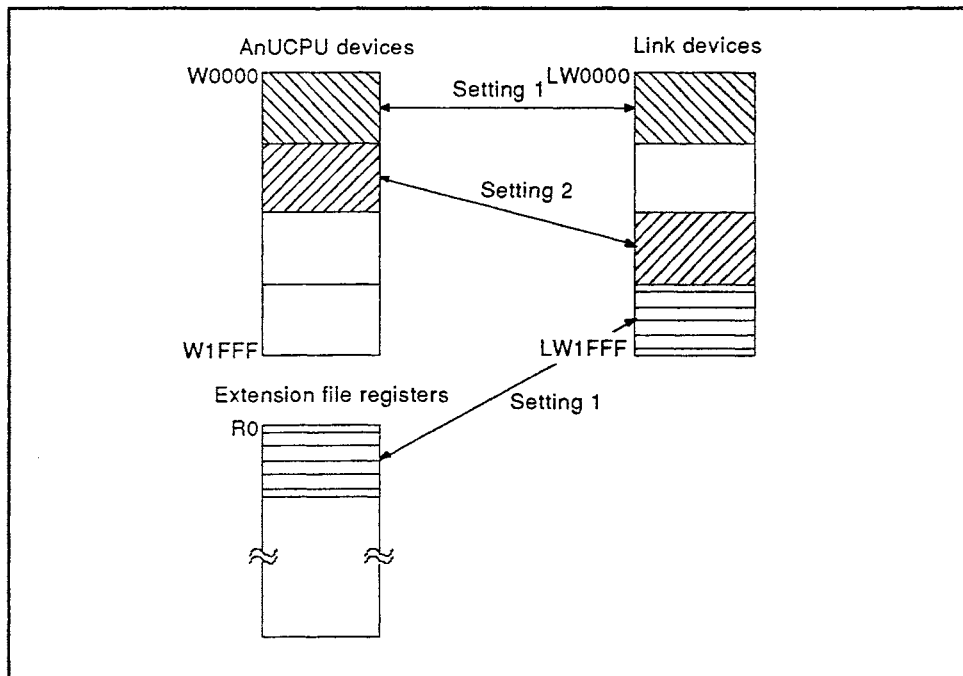 AnUCPU devices
Link devices
W0000
LW0000
Setting 1
Setting 2
W1FFF
LW1FFF
Extension file registers
Setting 1
R0